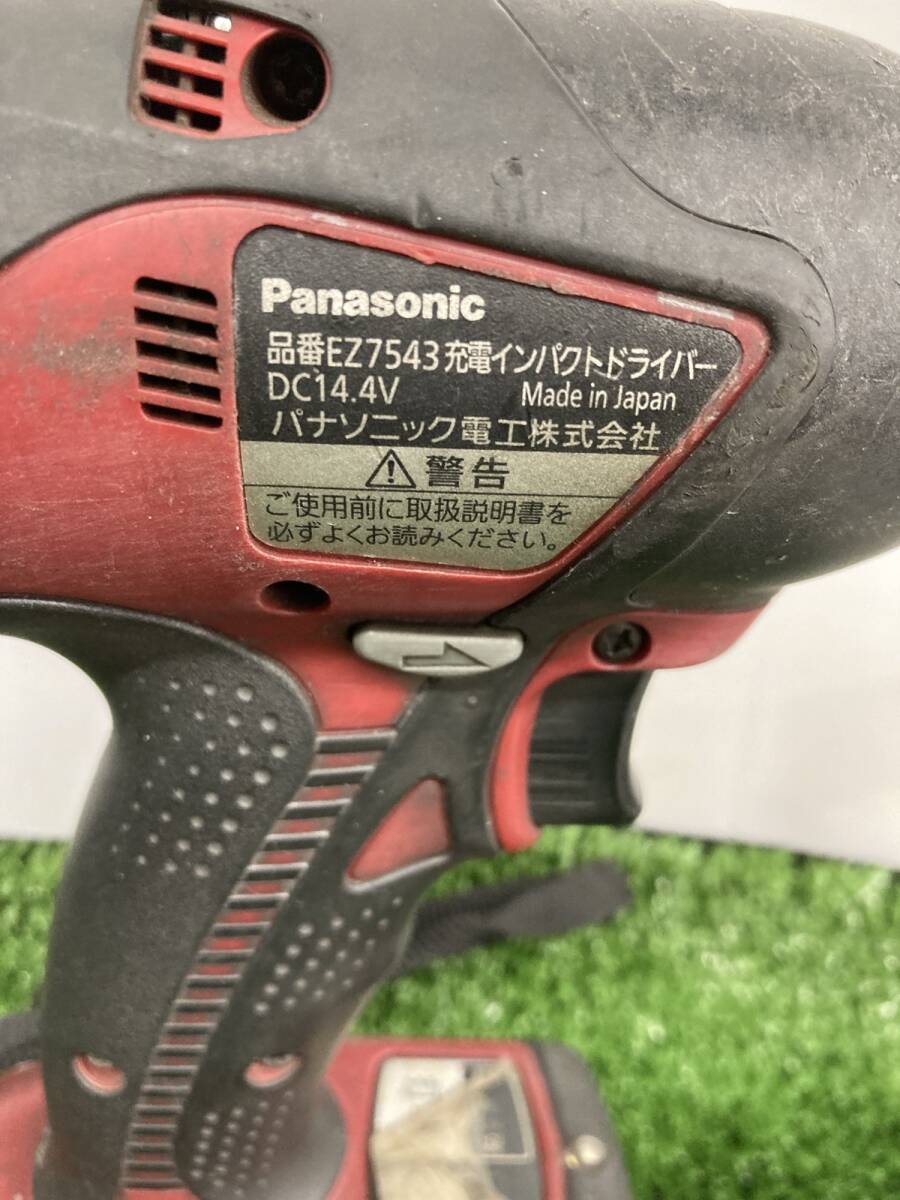 Panasonic
品番EZ7543充電インパクトドライバー
DC14.4V Made in Japan
パナソニック電工株式会社
警告
ご使用前に取扱説明書を
必ずよくお読みください。